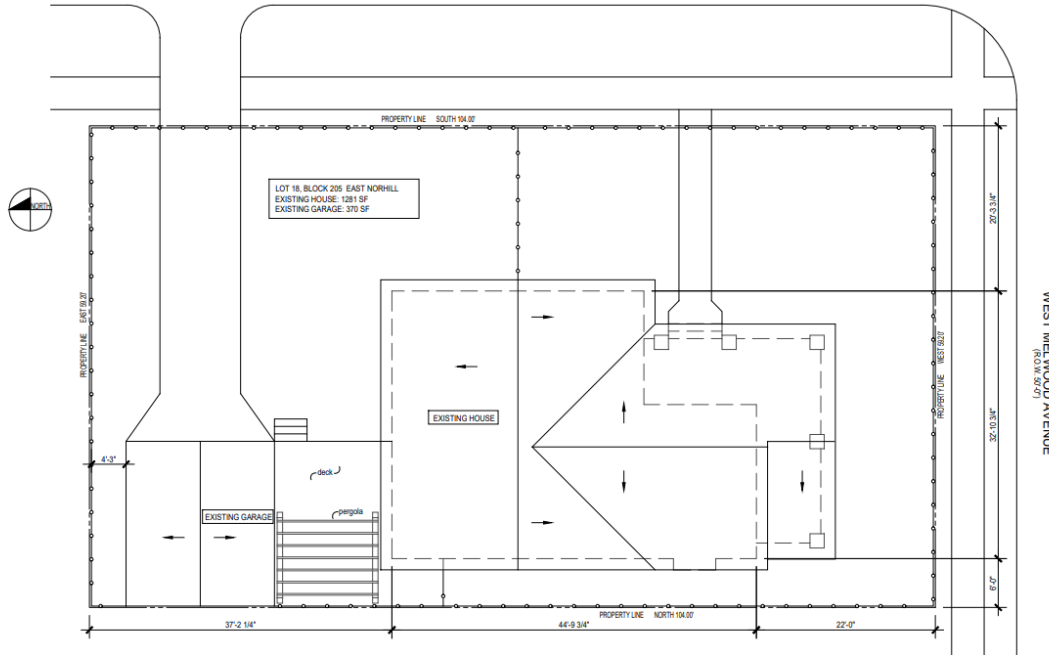 PROPERTY LINE SOUTH 104.00'
LOT 18, BLOCK 205 EAST NORHILL
EXISTING HOUSE: 1281 SF
EXISTING GARAGE: 370 SF
NORTH
20'-3 3/4"
PROPERTY LINE EAST 59.20'
PROPERTY LINE WEST 59.20'
WEST MELWOOD AVENUE
(R.O.W. 50'-0")
EXISTING HOUSE
32'-10 3/4"
4'-3"
deck
pergola
EXISTING GARAGE
6'-0"
PROPERTY LINE NORTH 104.00'
37'-2 1/4"
44'-9 3/4"
22'-0"